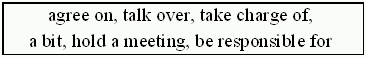 agree on, talk over, take charge of,
a bit, hold a meeting, be responsible for